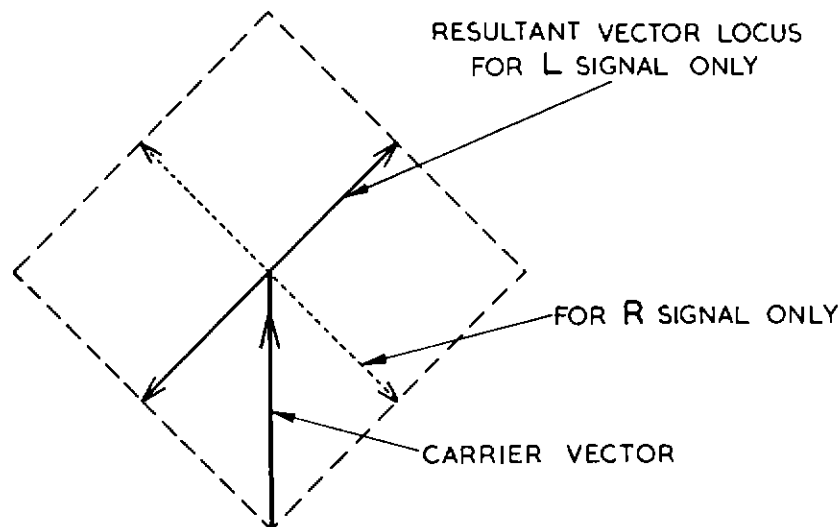 RESULTANT VECTOR LOCUS
FOR L SIGNAL ONLY
FOR R SIGNAL ONLY
CARRIER VECTOR